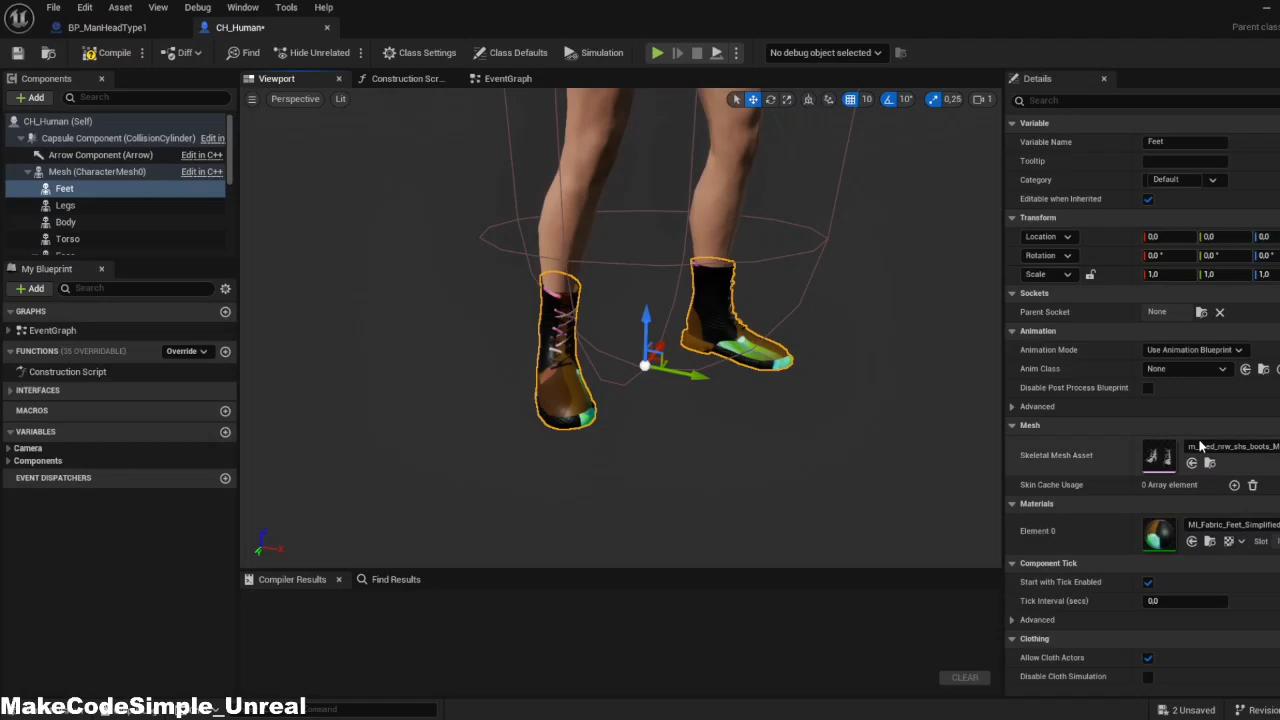 File Edit Asset View Debug Window Tools Help
BP_ManHeadType1 CH_Human*
Parent class
Compile Diff Find Hide Unrelated Class Settings Class Defaults Simulation No debug object selected
Components Viewport Construction Scr... EventGraph Details
Add Search Perspective Lit 10 10° 0,25 1 Search
CH_Human (Self) Variable
Capsule Component (CollisionCylinder) Edit in
Variable Name Feet
Arrow Component (Arrow) Edit in C++
Tooltip
Mesh (CharacterMesh0) Edit in C++
Category Default
Feet
Editable when Inherited
Legs
Transform
Body
Location 0,0 0,0 0,0
Torso
Rotation 0,0 ° 0,0 ° 0,0
My Blueprint
Scale 1,0 1,0 1,0
Add Search
Sockets
GRAPHS
Parent Socket None
EventGraph
Animation
FUNCTIONS (35 OVERRIDABLE) Override
Animation Mode Use Animation Blueprint
Construction Script
Anim Class None
INTERFACES
Disable Post Process Blueprint
MACROS
Advanced
VARIABLES
Mesh
Camera
Components
Skeletal Mesh Asset
EVENT DISPATCHERS
Skin Cache Usage 0 Array element
Materials
Element 0 MI_Fabric_Feet_Simplified
Slot
Component Tick
Compiler Results Find Results
Start with Tick Enabled
Tick Interval (secs) 0,0
Advanced
Clothing
Allow Cloth Actors
CLEAR
Disable Cloth Simulation
MakeCodeSimple_Unreal
2 Unsaved Revision